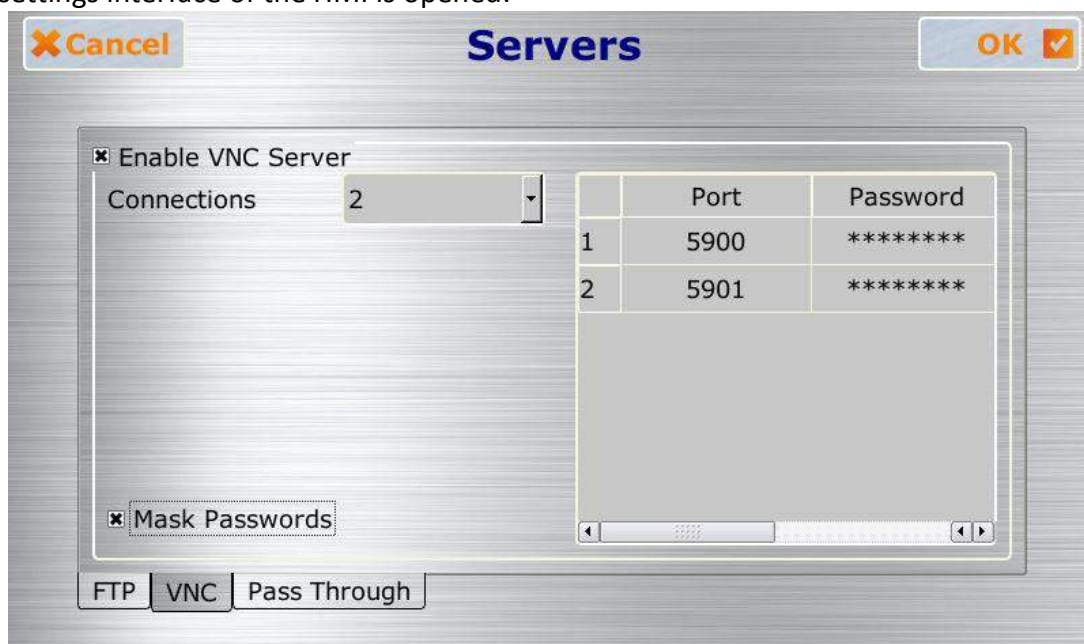 settings interface of the HMI is opened.
Cancel Servers OK
Enable VNC Server
Connections 2
Port Password
1 5900 ********
2 5901 ********
Mask Passwords
FTP VNC Pass Through